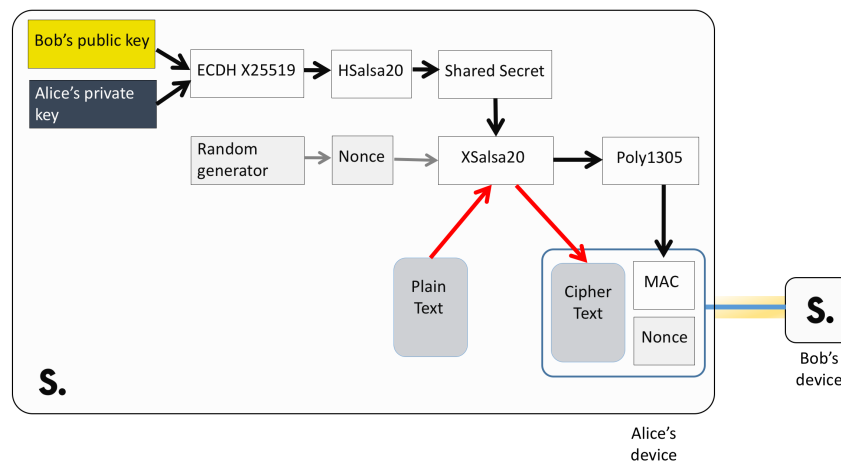 Bob's public key
Alice's private
key
ECDH X25519
HSalsa20
Shared Secret
Random
generator
Nonce
XSalsa20
Poly1305
Plain
Text
Cipher
Text
MAC
Nonce
S.
S.
Bob's
device
Alice's
device